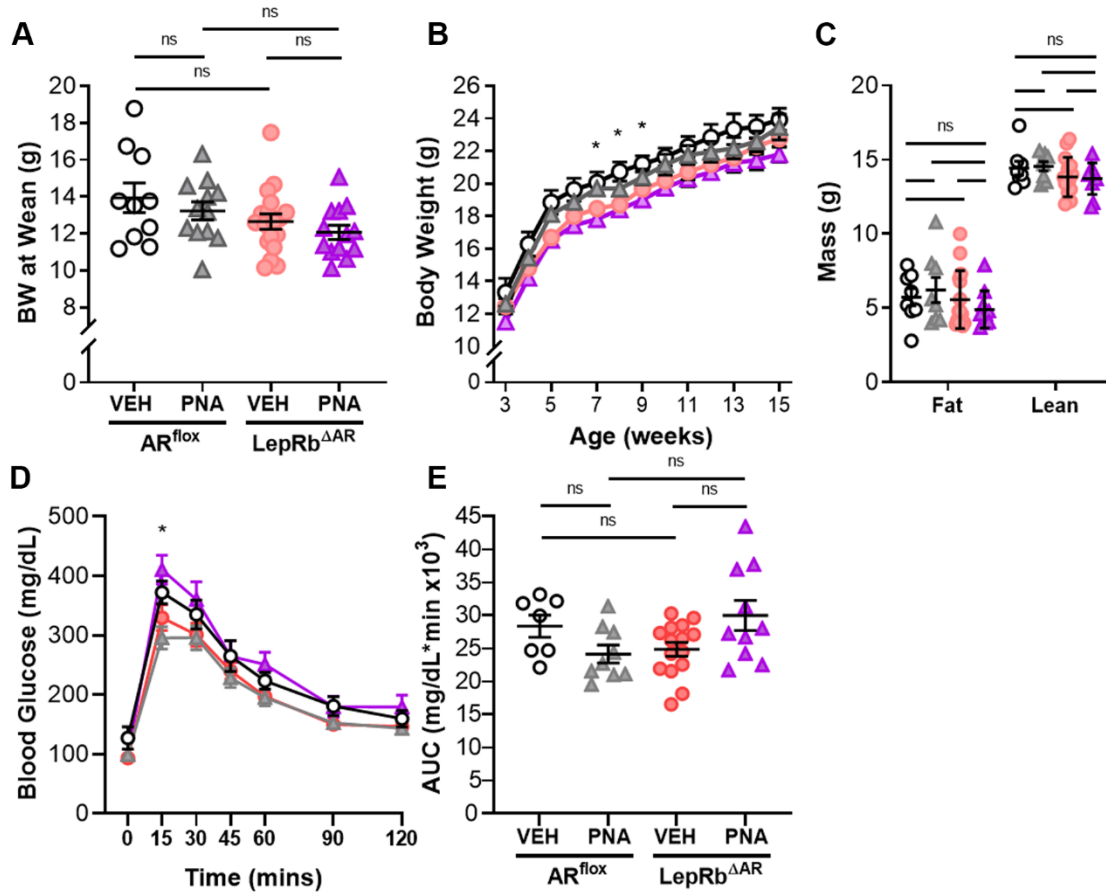 A
ns
ns
ns
ns
BW at Wean (g)
20
18
16
14
12
10
8
0
VEH PNA VEH PNA
AR^flox LepRb^ΔAR
B
Body Weight (g)
26
24
22
20
18
16
14
12
10
0
* * *
3 5 7 9 11 13 15
Age (weeks)
C
Mass (g)
20
15
10
5
0
ns
ns
Fat Lean
D
Blood Glucose (mg/dL)
500
400
300
200
100
0
*
0 15 30 45 60 90 120
Time (mins)
E
ns
ns
ns
ns
AUC (mg/dL*min x10^3)
45
40
35
30
25
20
15
10
5
0
VEH PNA VEH PNA
AR^flox LepRb^ΔAR